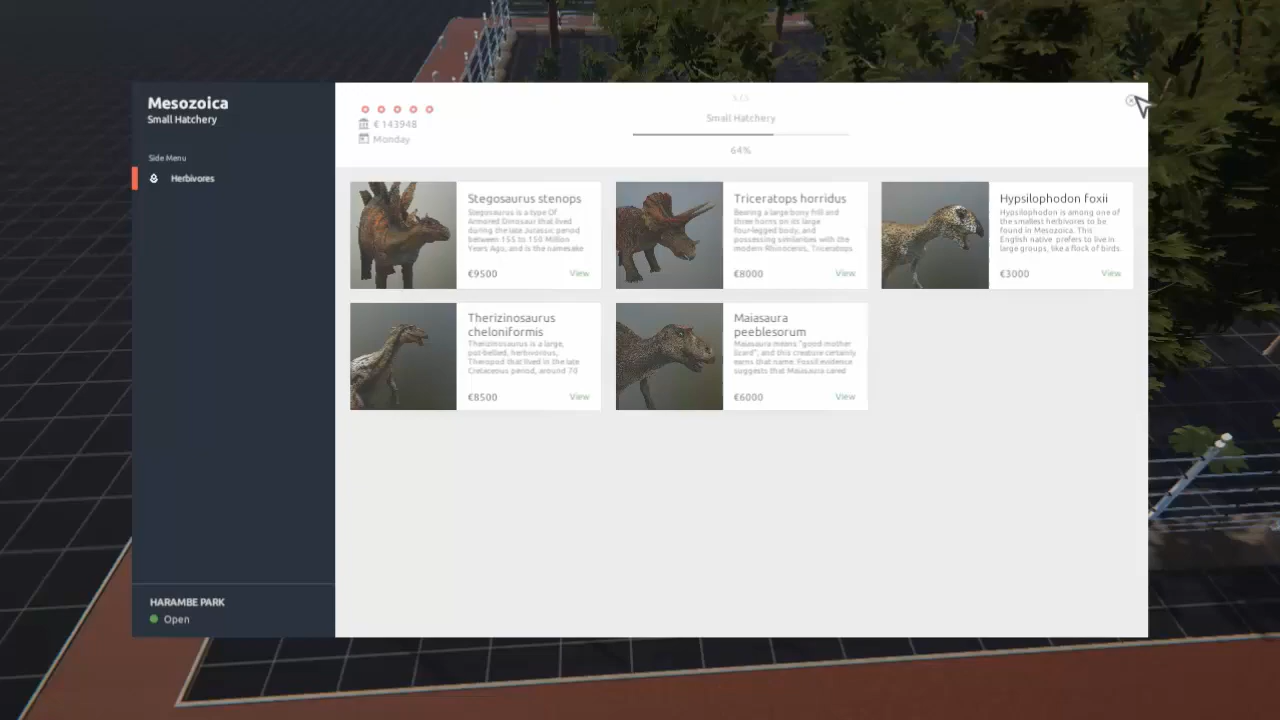 Mesozoica
Small Hatchery
Side Menu
Herbivores
HARAMBE PARK
Open
€ 143948
Monday
Small Hatchery
64%
Stegosaurus stenops
Stegosaurus is a type Of
Armored Dinosaur that lived
during the late Jurassic period
between 155 to 150 Million
Years Ago, and is the namesake
€9500
View
Triceratops horridus
Bearing a large bony frill and
three horns on its large
four-legged body, and
possessing similarities with the
modern Rhinoceros, Triceratops
€8000
View
Hypsilophodon foxii
Hypsilophodon is among one of
the smallest herbivores to be
found in Mesozoica. This
English native prefers to live in
large groups, like a flock of birds.
€3000
View
Therizinosaurus
cheloniformis
Therizinosaurus is a large,
pot-bellied, herbivorous,
Theropod that lived in the late
Cretaceous period, around 70
€8500
View
Maiasaura
peeblesorum
Maiasaura means "good mother
lizard", and this creature certainly
earns that name. Fossil evidence
suggests that Maiasaura cared
€6000
View